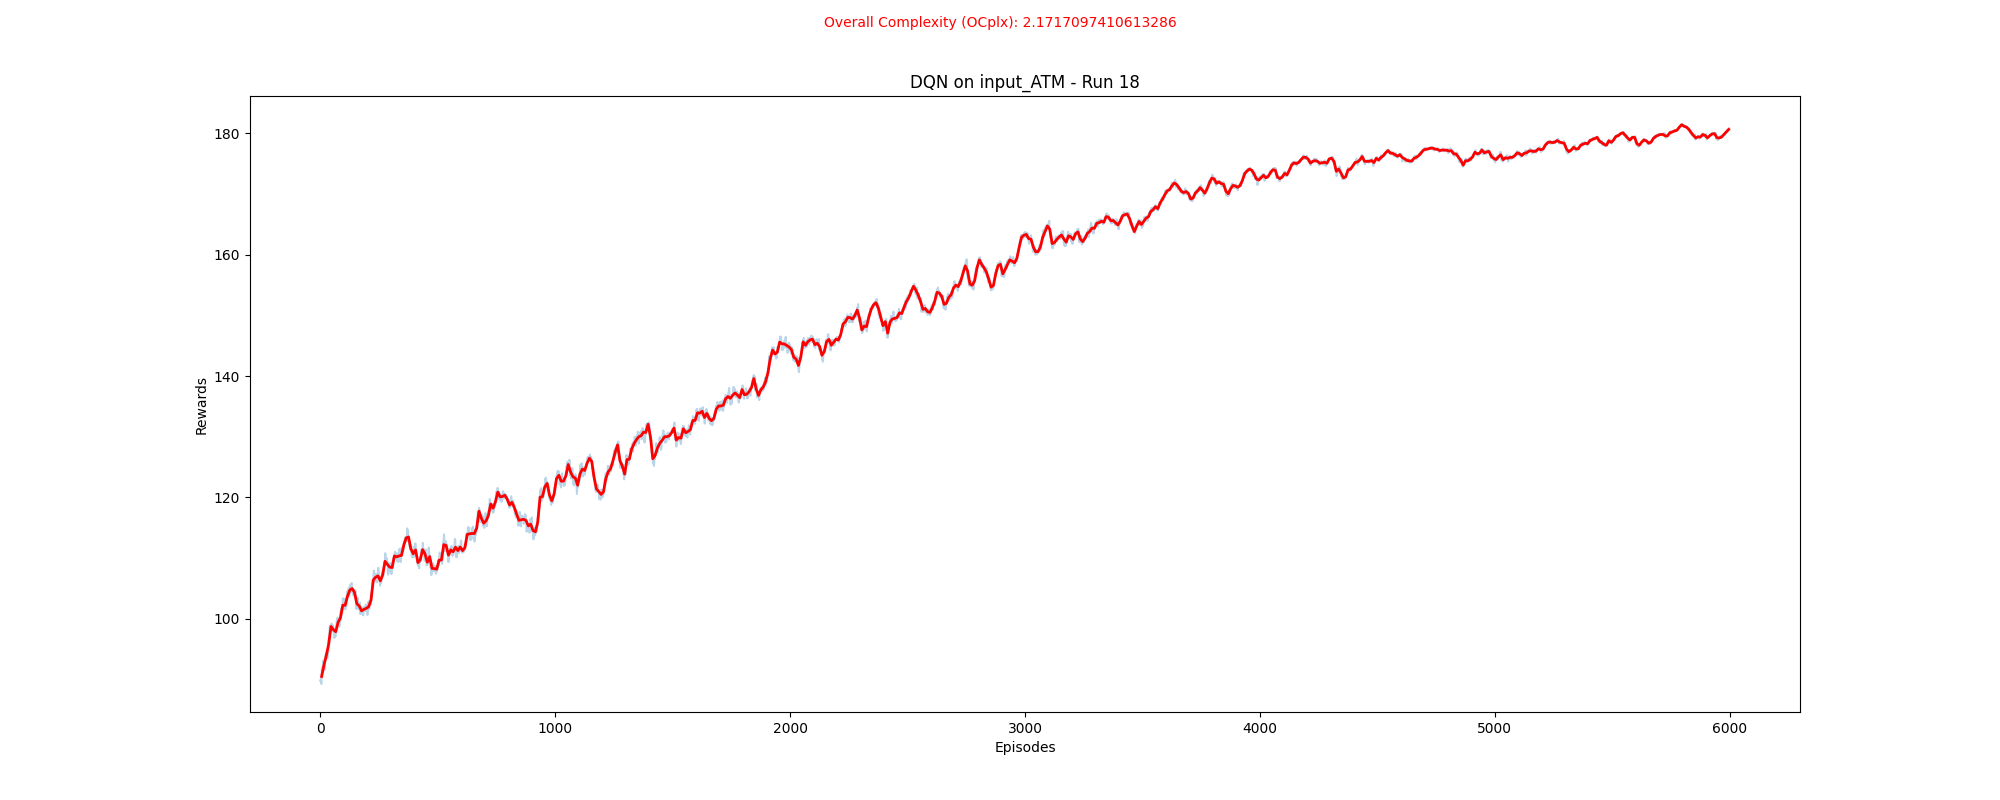 Overall Complexity (OCplx): 2.1717097410613286
DQN on input_ATM - Run 18
180
160
140
120
100
Rewards
0 1000 2000 3000 4000 5000 6000
Episodes